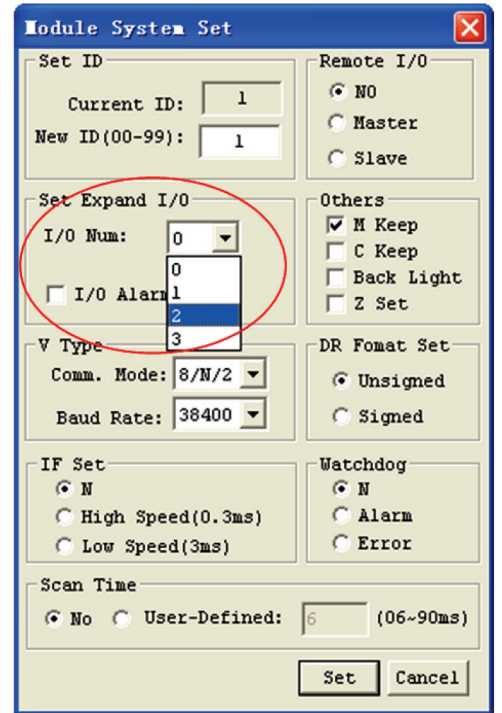 Module System Set
Set ID
Current ID: 1
New ID(00-99): 1
Remote I/O
NO
Master
Slave
Set Expand I/O
I/O Num: 0
0
1
2
3
I/O Alarm
Others
M Keep
C Keep
Back Light
Z Set
V Type
Comm. Mode: 8/N/2
Baud Rate: 38400
DR Fomat Set
Unsigned
Signed
IF Set
N
High Speed(0.3ms)
Low Speed(3ms)
Watchdog
N
Alarm
Error
Scan Time
No User-Defined: 6 (06~90ms)
Set Cancel